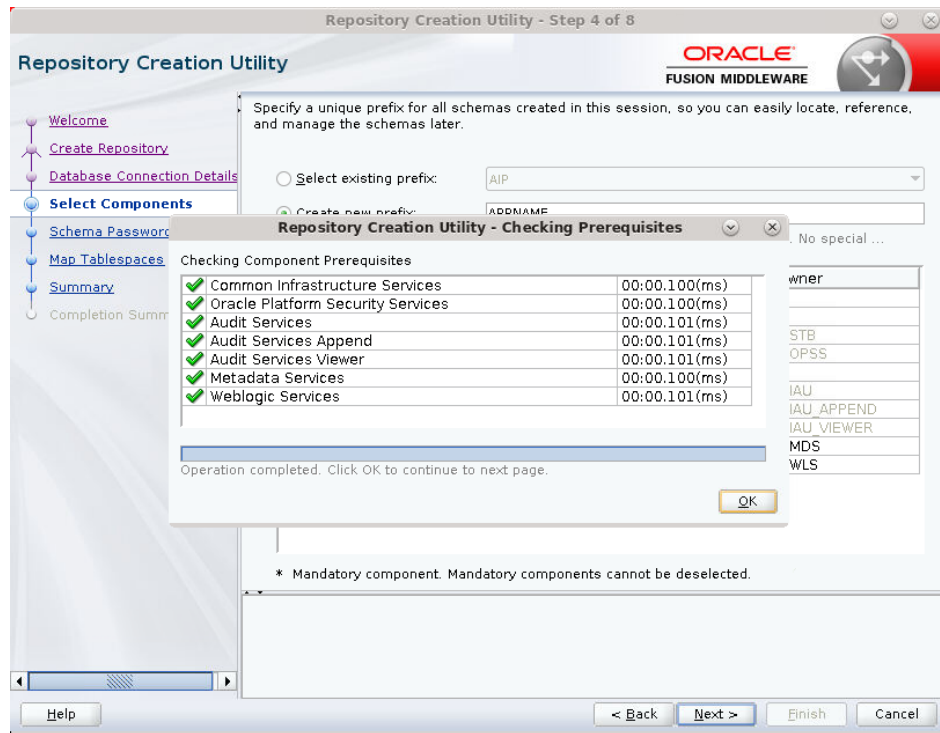 Repository Creation Utility - Step 4 of 8
Repository Creation Utility
ORACLE
FUSION MIDDLEWARE
Welcome
Create Repository
Database Connection Details
Select Components
Schema Password
Map Tablespaces
Summary
Completion Summ
Specify a unique prefix for all schemas created in this session, so you can easily locate, reference,
and manage the schemas later.
Select existing prefix: AIP
Create new prefix: APPNAME
. No special ...
wner
STB
OPSS
IAU
IAU_APPEND
IAU_VIEWER
MDS
WLS
Repository Creation Utility - Checking Prerequisites
Checking Component Prerequisites
Common Infrastructure Services 00:00.100(ms)
Oracle Platform Security Services 00:00.100(ms)
Audit Services 00:00.101(ms)
Audit Services Append 00:00.101(ms)
Audit Services Viewer 00:00.101(ms)
Metadata Services 00:00.100(ms)
Weblogic Services 00:00.101(ms)
Operation completed. Click OK to continue to next page.
OK
* Mandatory component. Mandatory components cannot be deselected.
Help
< Back
Next >
Finish
Cancel